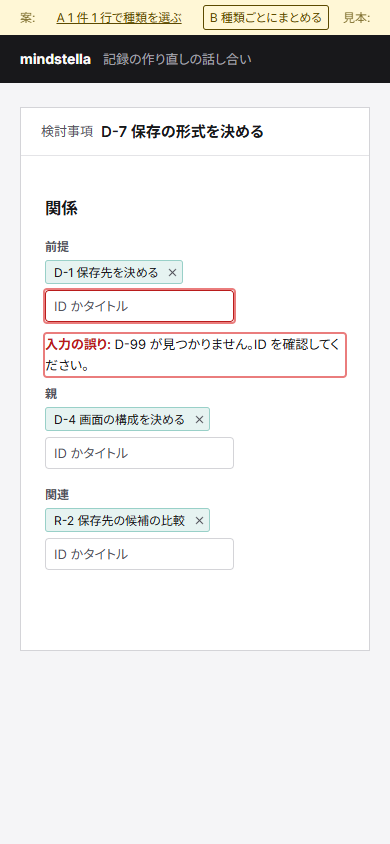 案: A 1 件 1 行で種類を選ぶ B 種類ごとにまとめる 見本:
mindstella 記録の作り直しの話し合い
検討事項 D-7 保存の形式を決める
関係
前提
D-1 保存先を決める ×
ID かタイトル
入力の誤り: D-99 が見つかりません。ID を確認してく
ださい。
親
D-4 画面の構成を決める ×
ID かタイトル
関連
R-2 保存先の候補の比較 ×
ID かタイトル